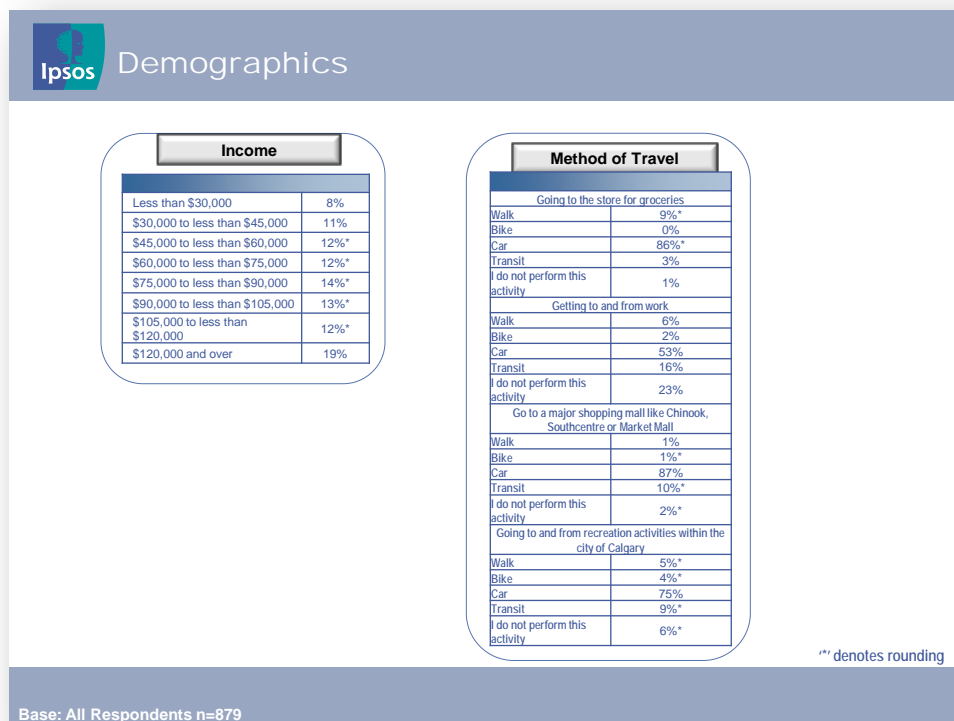 Ipsos
Demographics
Income
Less than $30,000 8%
$30,000 to less than $45,000 11%
$45,000 to less than $60,000 12%*
$60,000 to less than $75,000 12%*
$75,000 to less than $90,000 14%*
$90,000 to less than $105,000 13%*
$105,000 to less than
$120,000 12%*
$120,000 and over 19%
Method of Travel
Going to the store for groceries
Walk 9%*
Bike 0%
Car 86%*
Transit 3%
I do not perform this
activity 1%
Getting to and from work
Walk 6%
Bike 2%
Car 53%
Transit 16%
I do not perform this
activity 23%
Go to a major shopping mall like Chinook,
Southcentre or Market Mall
Walk 1%
Bike 1%*
Car 87%
Transit 10%*
I do not perform this
activity 2%*
Going to and from recreation activities within the
city of Calgary
Walk 5%*
Bike 4%*
Car 75%
Transit 9%*
I do not perform this
activity 6%*
'*' denotes rounding
Base: All Respondents n=879